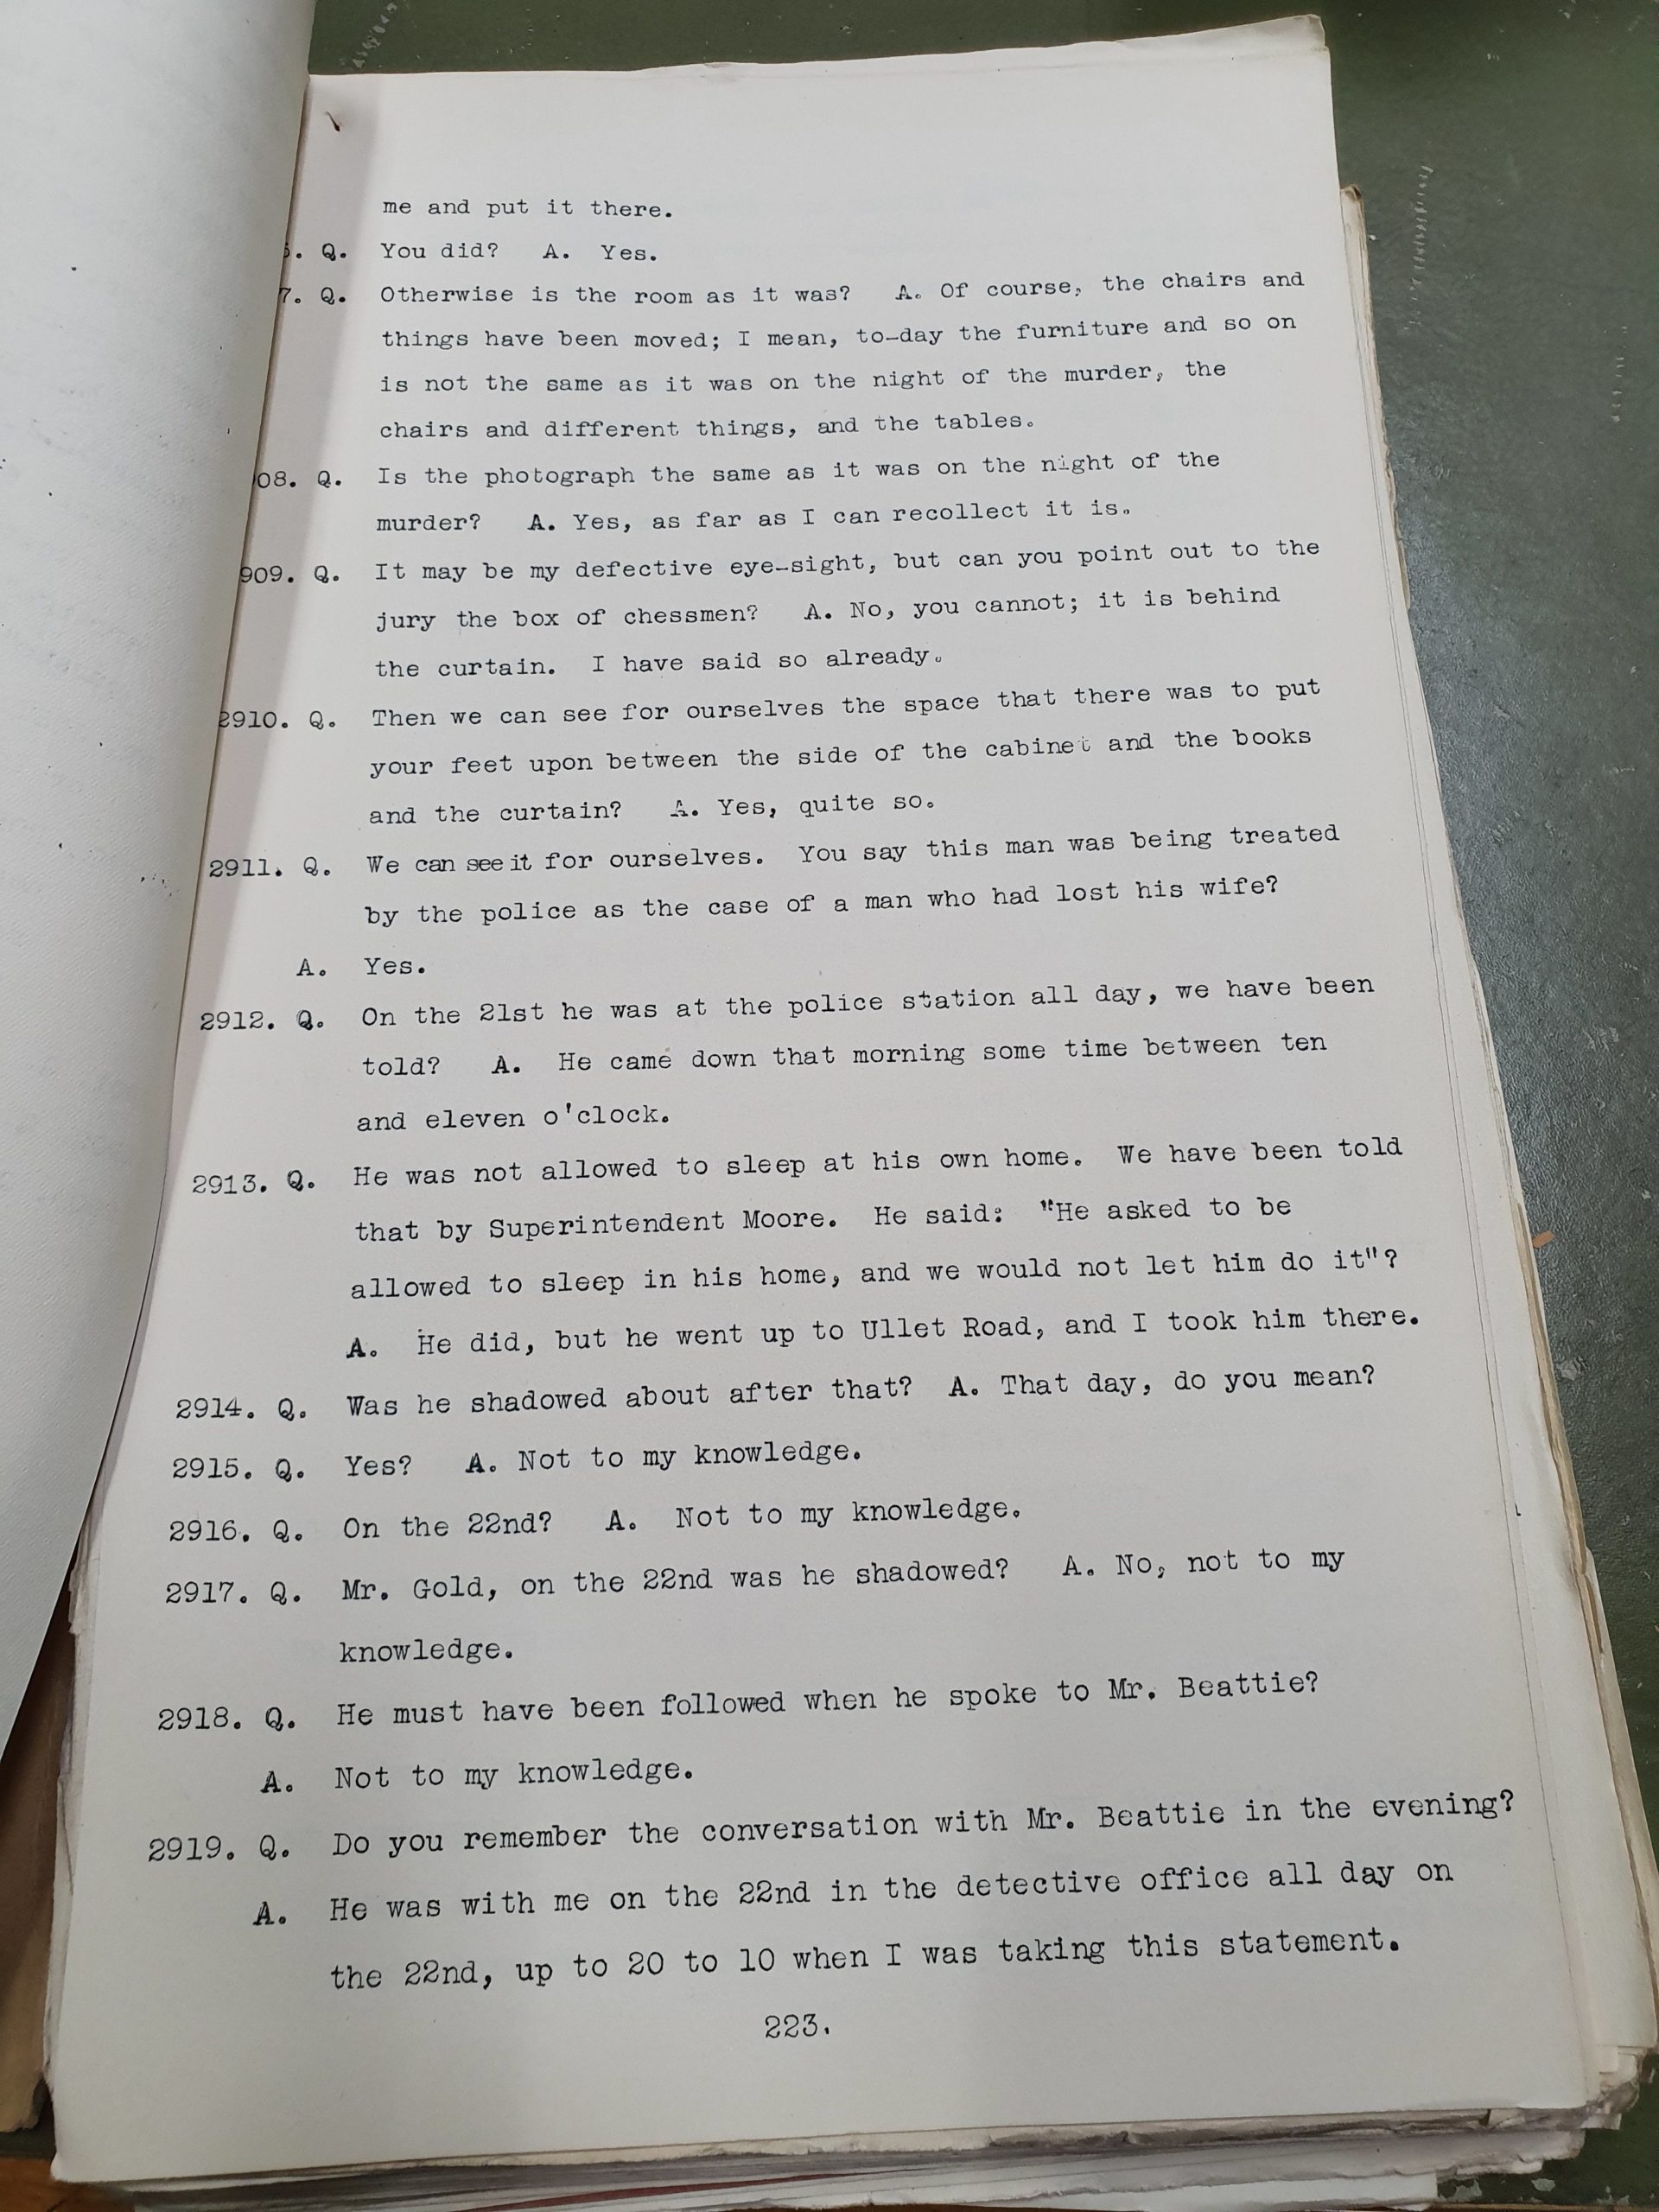 me and put it there.
6. Q. You did? A. Yes.
7. Q. Otherwise is the room as it was? A. Of course, the chairs and
things have been moved; I mean, to-day the furniture and so on
is not the same as it was on the night of the murder, the
chairs and different things, and the tables.
08. Q. Is the photograph the same as it was on the night of the
murder? A. Yes, as far as I can recollect it is.
909. Q. It may be my defective eye-sight, but can you point out to the
jury the box of chessmen? A. No, you cannot; it is behind
the curtain. I have said so already.
2910. Q. Then we can see for ourselves the space that there was to put
your feet upon between the side of the cabinet and the books
and the curtain? A. Yes, quite so.
2911. Q. We can see it for ourselves. You say this man was being treated
by the police as the case of a man who had lost his wife?
A. Yes.
2912. Q. On the 21st he was at the police station all day, we have been
told? A. He came down that morning some time between ten
and eleven o'clock.
2913. Q. He was not allowed to sleep at his own home. We have been told
that by Superintendent Moore. He said: "He asked to be
allowed to sleep in his home, and we would not let him do it"?
A. He did, but he went up to Ullet Road, and I took him there.
2914. Q. Was he shadowed about after that? A. That day, do you mean?
2915. Q. Yes? A. Not to my knowledge.
2916. Q. On the 22nd? A. Not to my knowledge.
2917. Q. Mr. Gold, on the 22nd was he shadowed? A. No, not to my
knowledge.
2918. Q. He must have been followed when he spoke to Mr. Beattie?
A. Not to my knowledge.
2919. Q. Do you remember the conversation with Mr. Beattie in the evening?
A. He was with me on the 22nd in the detective office all day on
the 22nd, up to 20 to 10 when I was taking this statement.
223.